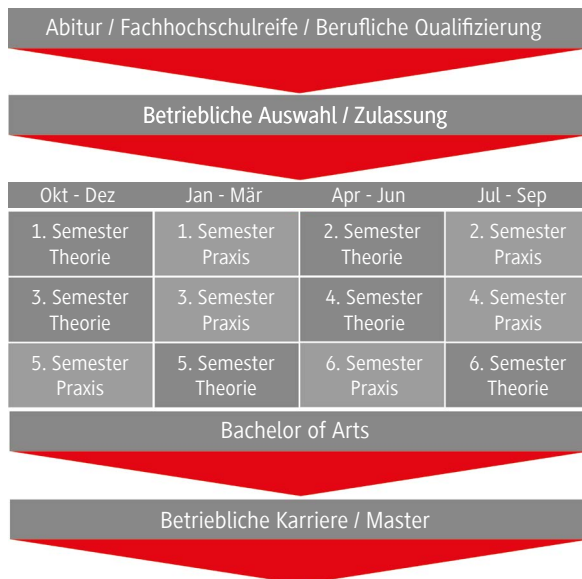 Abitur / Fachhochschulreife / Berufliche Qualifizierung
Betriebliche Auswahl / Zulassung
Okt - Dez
Jan - Mär
Apr - Jun
Jul - Sep
1. Semester
Theorie
1. Semester
Praxis
2. Semester
Theorie
2. Semester
Praxis
3. Semester
Theorie
3. Semester
Praxis
4. Semester
Theorie
4. Semester
Praxis
5. Semester
Praxis
5. Semester
Theorie
6. Semester
Praxis
6. Semester
Theorie
Bachelor of Arts
Betriebliche Karriere / Master